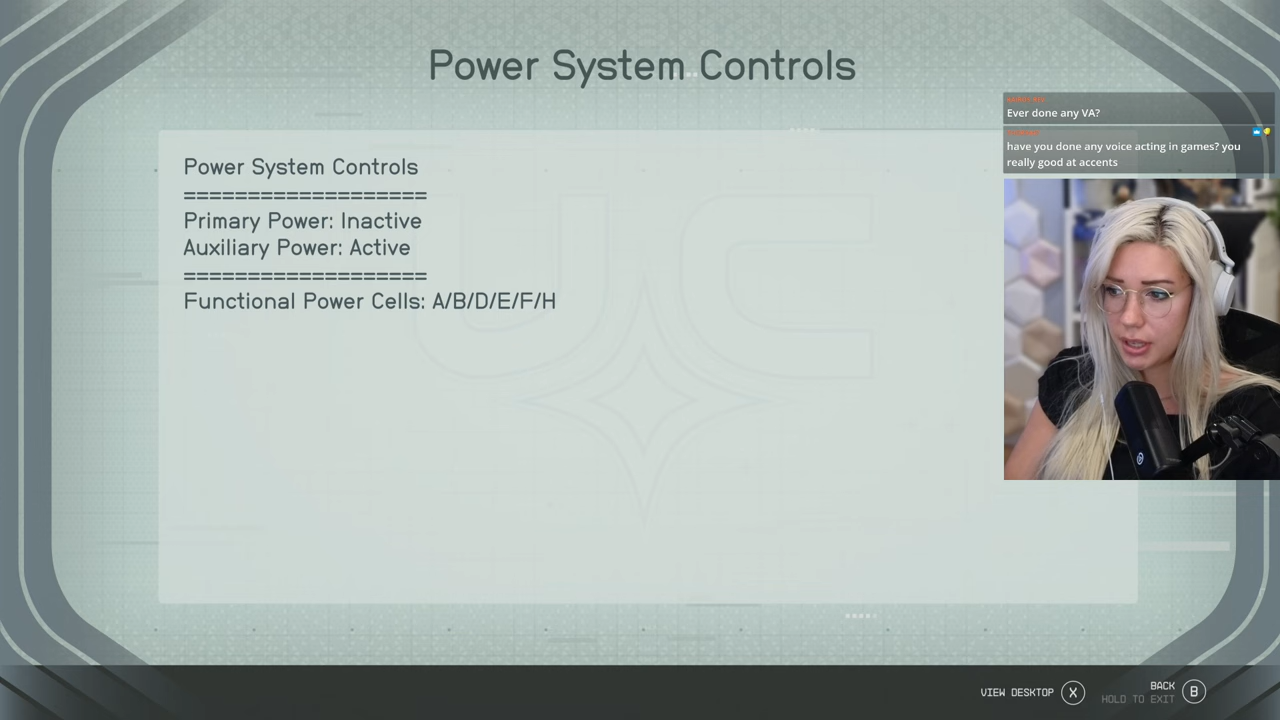 Power System Controls
Ever done any VA?
have you done any voice acting in games? you
really good at accents
Power System Controls
===================
Primary Power: Inactive
Auxiliary Power: Active
===================
Functional Power Cells: A/B/D/E/F/H
UC
VIEW DESKTOP X
BACK B
HOLD TO EXIT